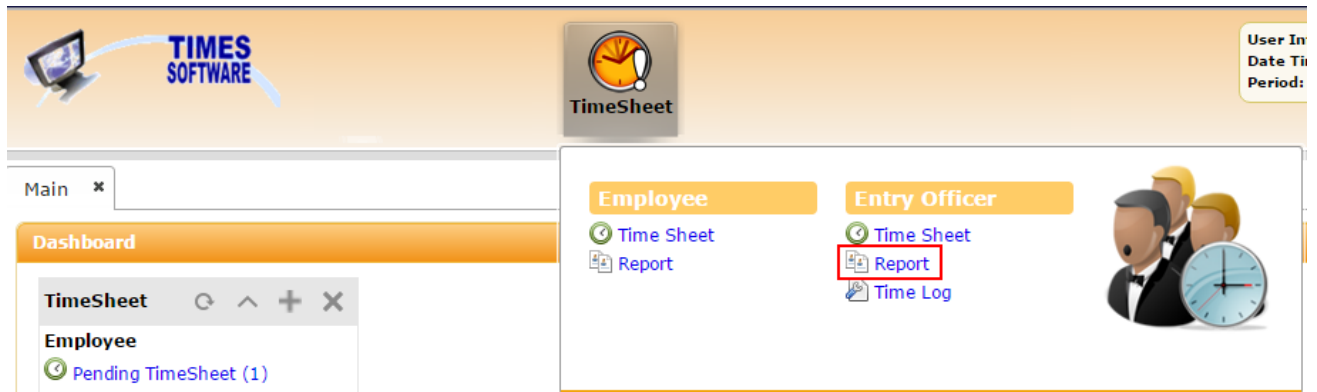 TIMES
SOFTWARE
TimeSheet
User In
Date Ti
Period:
Main
Employee
Time Sheet
Report
Entry Officer
Time Sheet
Report
Time Log
Dashboard
TimeSheet
Employee
Pending TimeSheet (1)